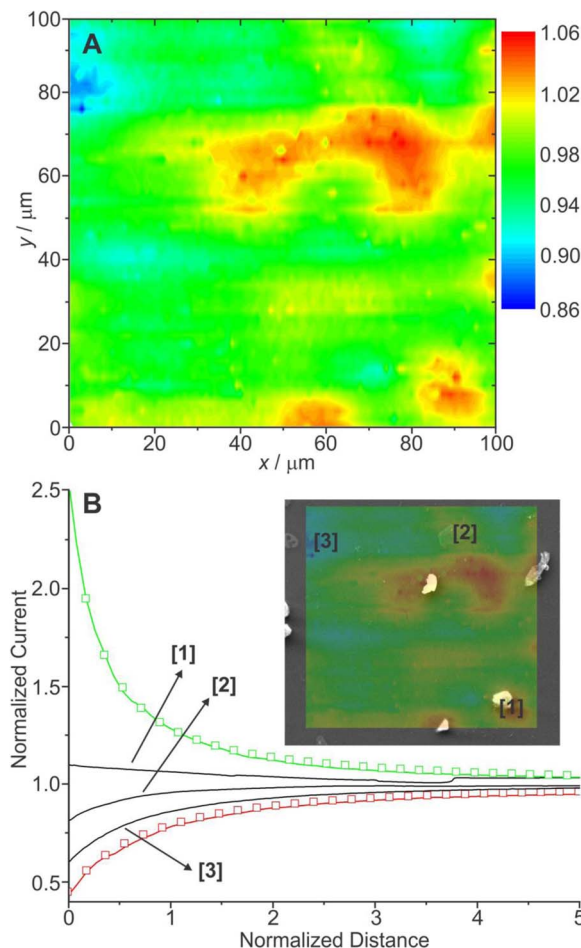 A
100
80
60
40
20
0
y / μm
0 20 40 60 80 100
x / μm
1.06
1.02
0.98
0.94
0.90
0.86
B
2.5
2.0
1.5
1.0
0.5
Normalized Current
[1]
[2]
[3]
[3]
[2]
[1]
0 1 2 3 4 5
Normalized Distance